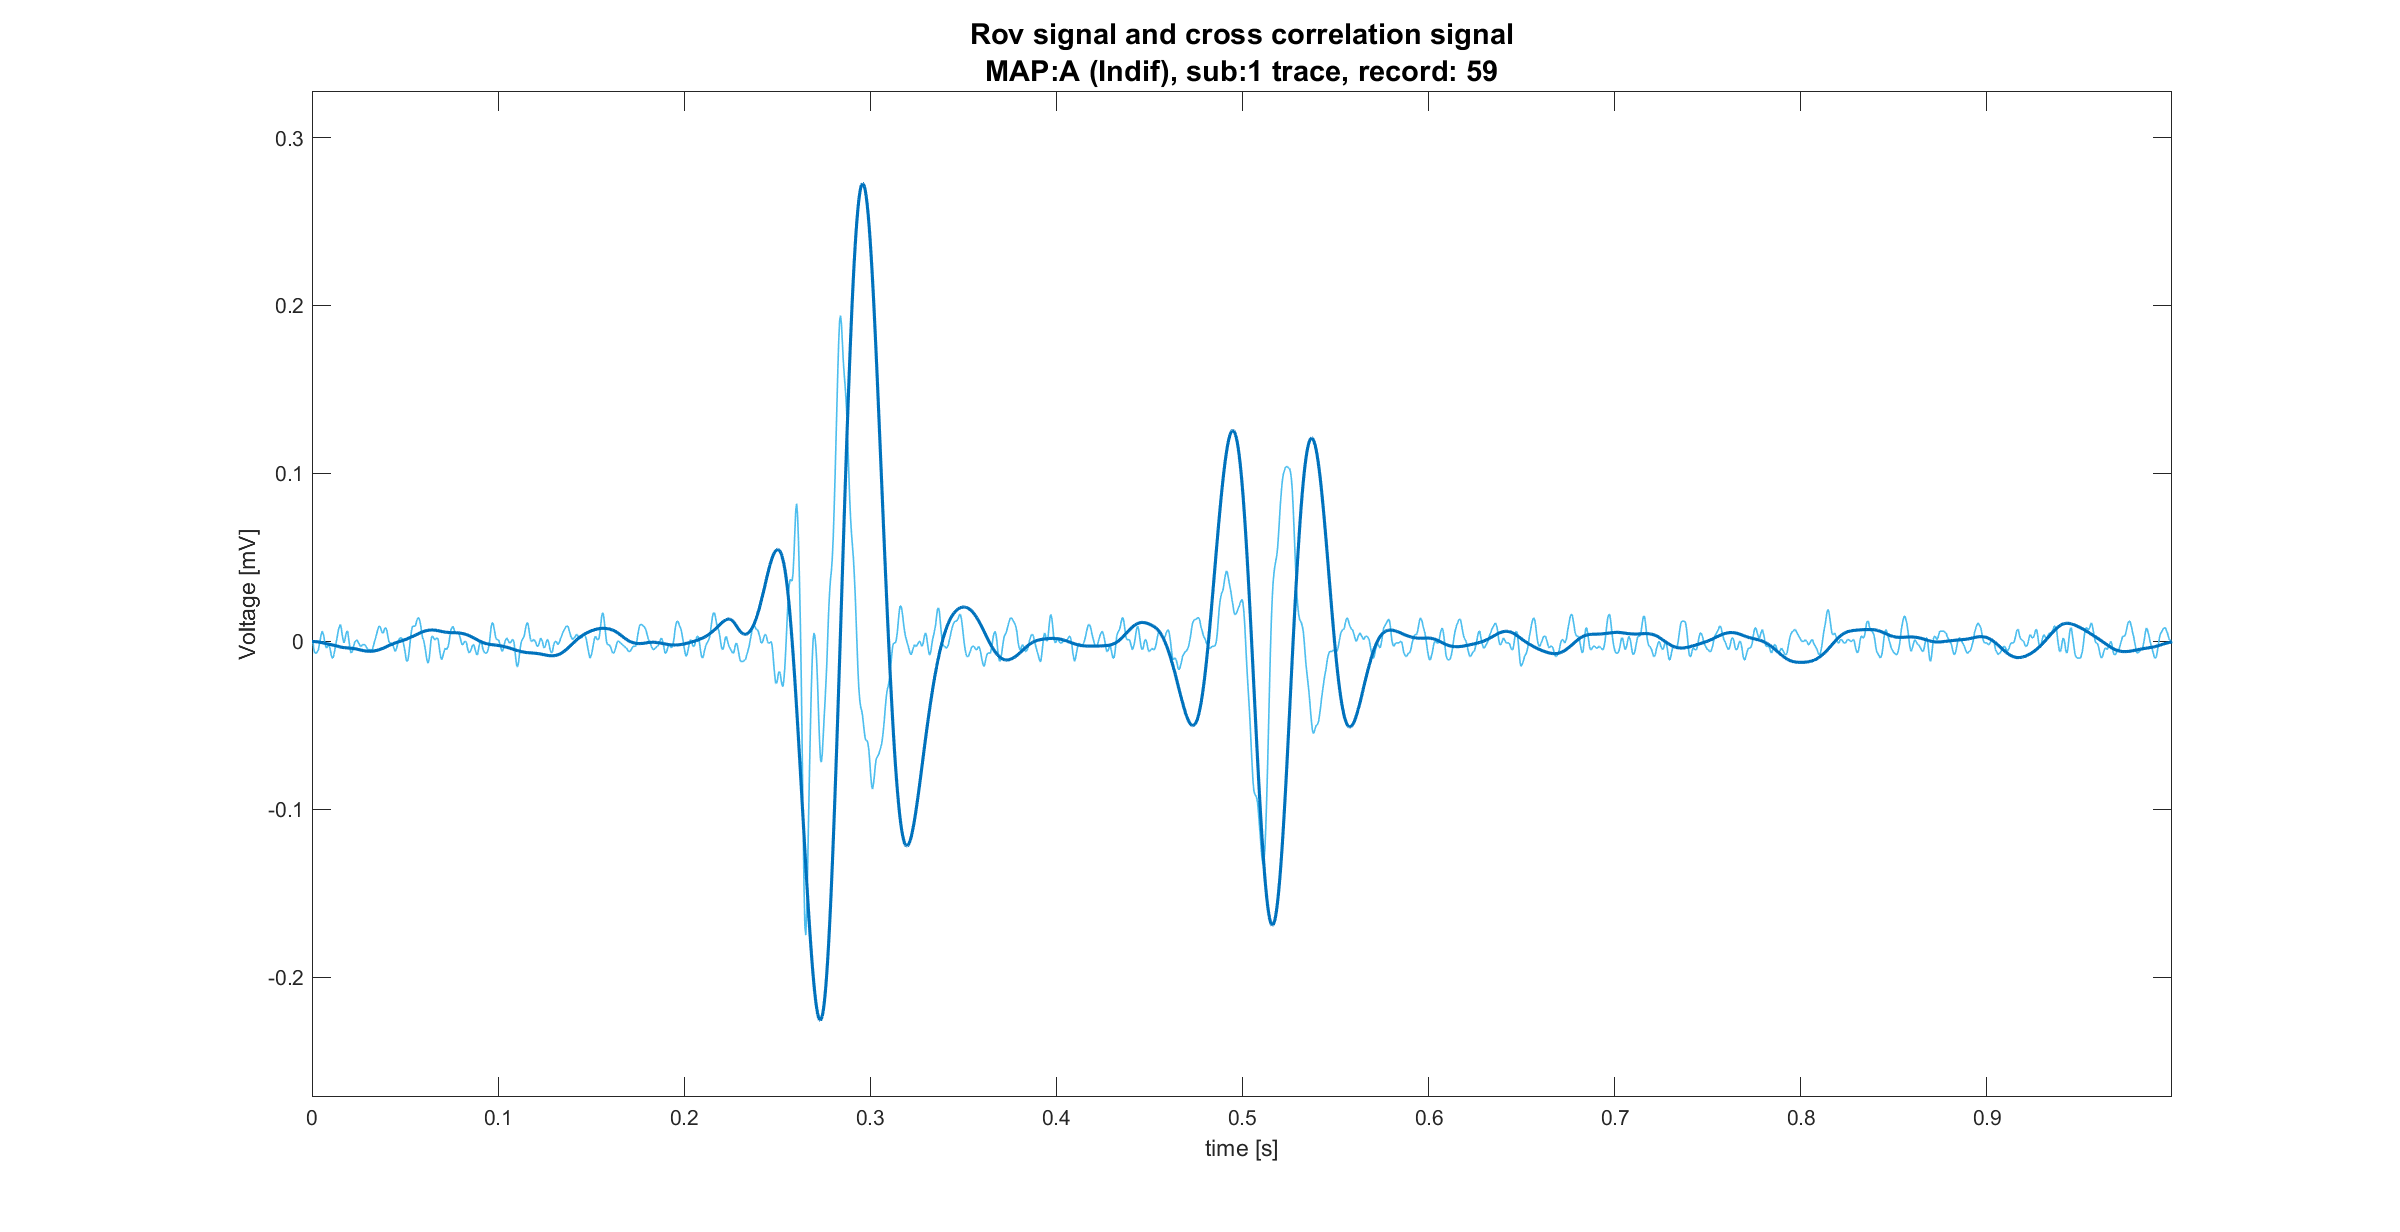 Rov signal and cross correlation signal
MAP:A (Indif), sub:1 trace, record: 59
Voltage [mV]
0.3
0.2
0.1
0
-0.1
-0.2
0 0.1 0.2 0.3 0.4 0.5 0.6 0.7 0.8 0.9
time [s]